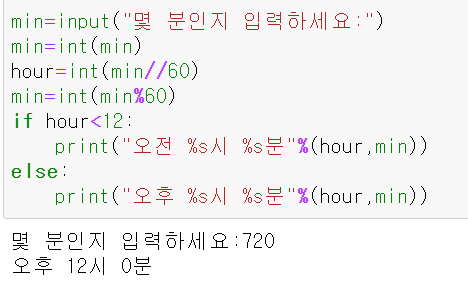 min=input("몇 분인지 입력하세요:")
min=int(min)
hour=int(min//60)
min=int(min%60)
if hour<12:
    print("오전 %s시 %s분"%(hour,min))
else:
    print("오후 %s시 %s분"%(hour,min))
몇 분인지 입력하세요:720
오후 12시 0분